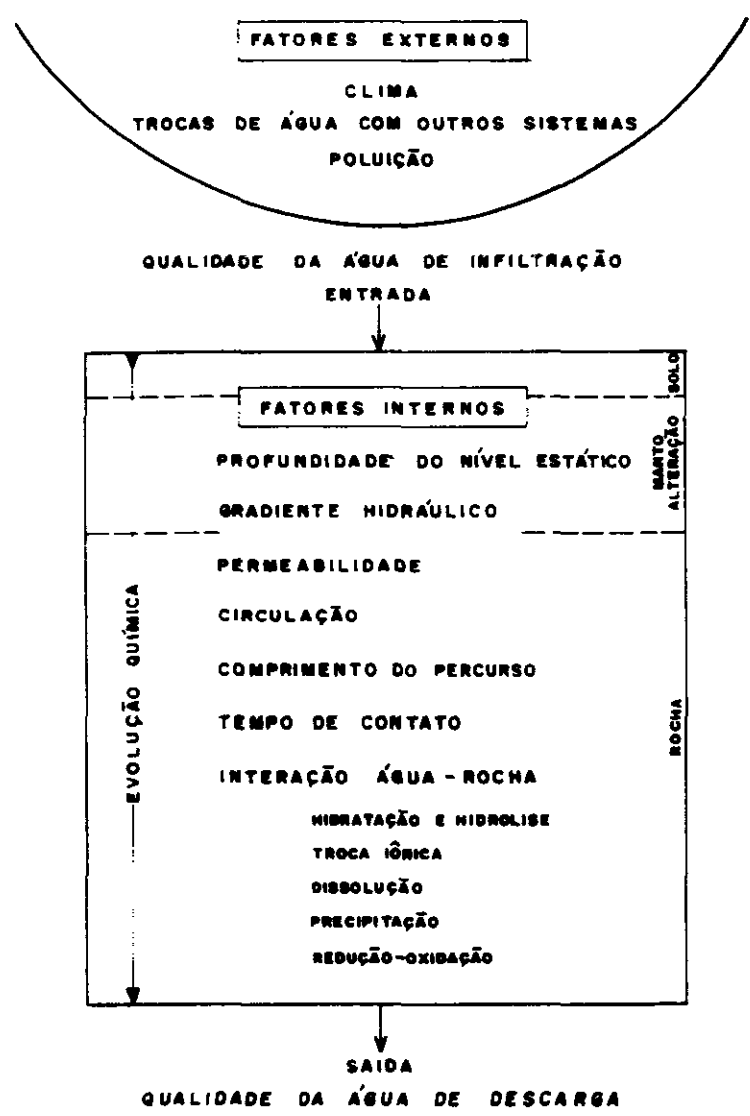 FATORES EXTERNOS
CLIMA
TROCAS DE ÁGUA COM OUTROS SISTEMAS
POLUIÇÃO
QUALIDADE DA ÁGUA DE INFILTRAÇÃO
ENTRADA
SOLO
FATORES INTERNOS
MANTO
ALTERAÇÃO
PROFUNDIDADE DO NÍVEL ESTÁTICO
GRADIENTE HIDRÁULICO
PERMEABILIDADE
CIRCULAÇÃO
COMPRIMENTO DO PERCURSO
TEMPO DE CONTATO
INTERAÇÃO ÁGUA - ROCHA
HIDRATAÇÃO E HIDROLISE
TROCA IÔNICA
DISSOLUÇÃO
PRECIPITAÇÃO
REDUÇÃO-OXIDAÇÃO
EVOLUÇÃO QUÍMICA
ROCHA
SAIDA
QUALIDADE DA ÁGUA DE DESCARGA